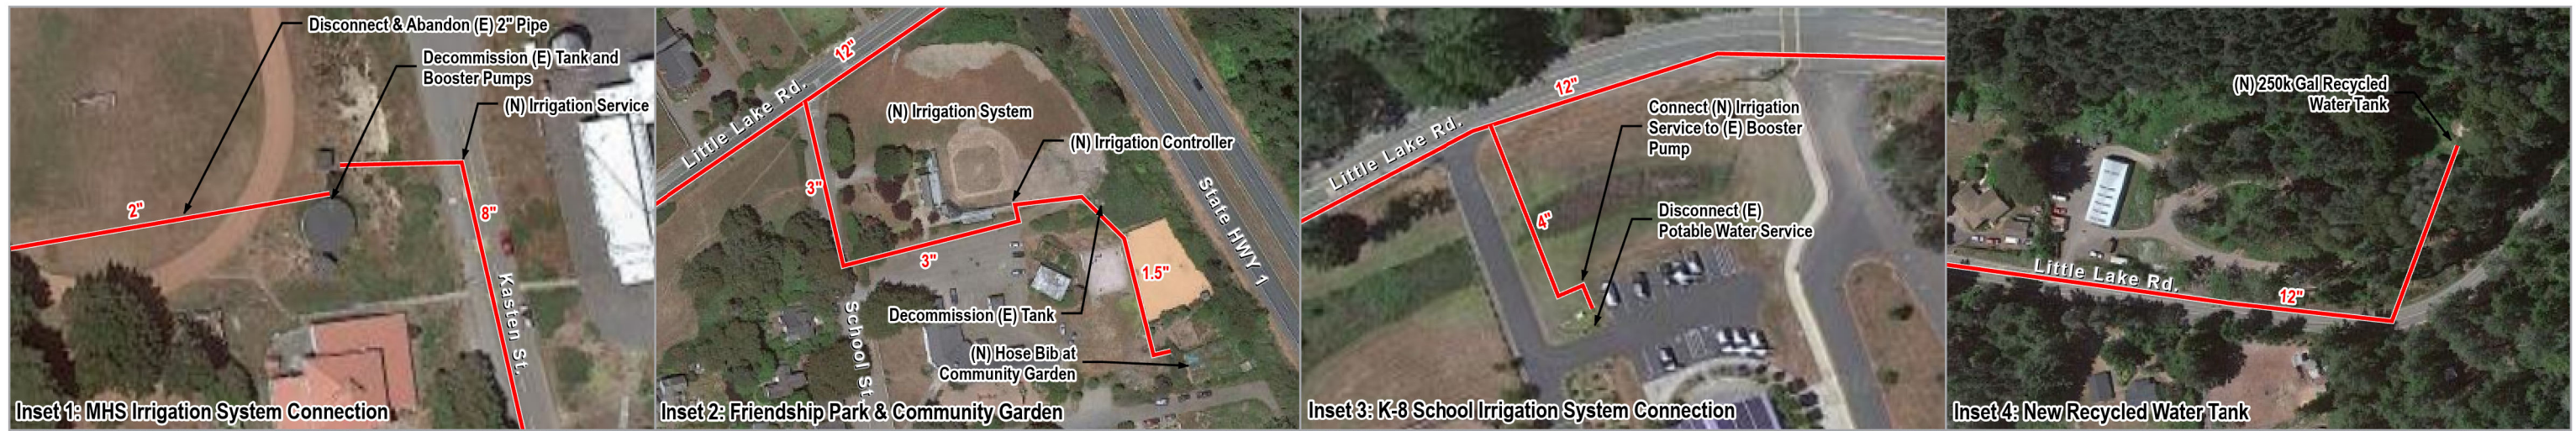 Disconnect & Abandon (E) 2" Pipe
Decommission (E) Tank and
Booster Pumps
(N) Irrigation Service
2"
8"
Kasten St.
Inset 1: MHS Irrigation System Connection
12"
Little Lake Rd.
(N) Irrigation System
(N) Irrigation Controller
3"
3"
State HWY 1
1.5"
School St
Decommission (E) Tank
(N) Hose Bib at
Community Garden
Inset 2: Friendship Park & Community Garden
12"
Little Lake Rd.
Connect (N) Irrigation
Service to (E) Booster
Pump
4"
Disconnect (E)
Potable Water Service
Inset 3: K-8 School Irrigation System Connection
(N) 250k Gal Recycled
Water Tank
Little Lake Rd.
12"
Inset 4: New Recycled Water Tank